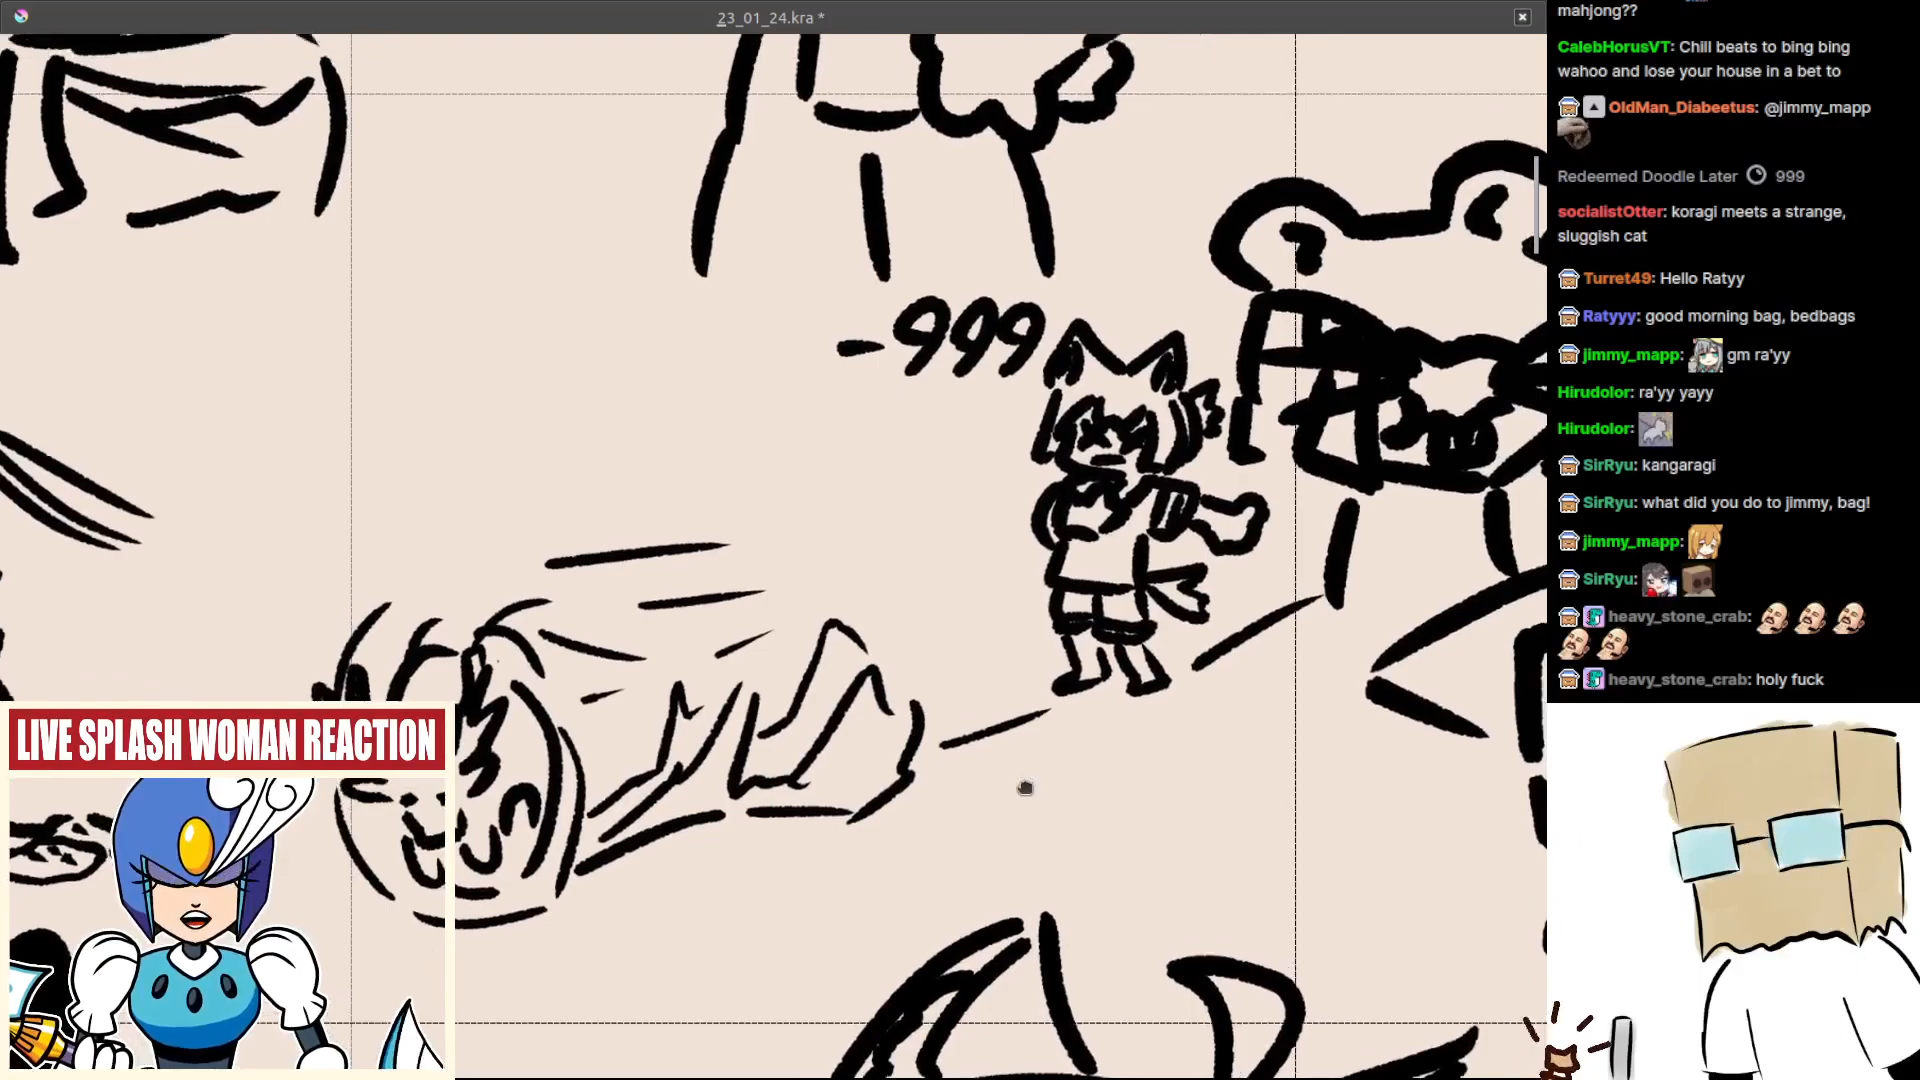 23_01_24.kra *
mahjong??
CalebHorusVT: Chill beats to bing bing
wahoo and lose your house in a bet to
OldMan_Diabeetus: @jimmy_mapp
Redeemed Doodle Later 999
socialistOtter: koragi meets a strange,
sluggish cat
Turret49: Hello Ratyy
Ratyyy: good morning bag, bedbags
jimmy_mapp: gm ra'yy
Hirudolor: ra'yy yayy
Hirudolor:
SirRyu: kangaragi
SirRyu: what did you do to jimmy, bag!
jimmy_mapp:
SirRyu:
heavy_stone_crab:
heavy_stone_crab: holy fuck
-999
LIVE SPLASH WOMAN REACTION